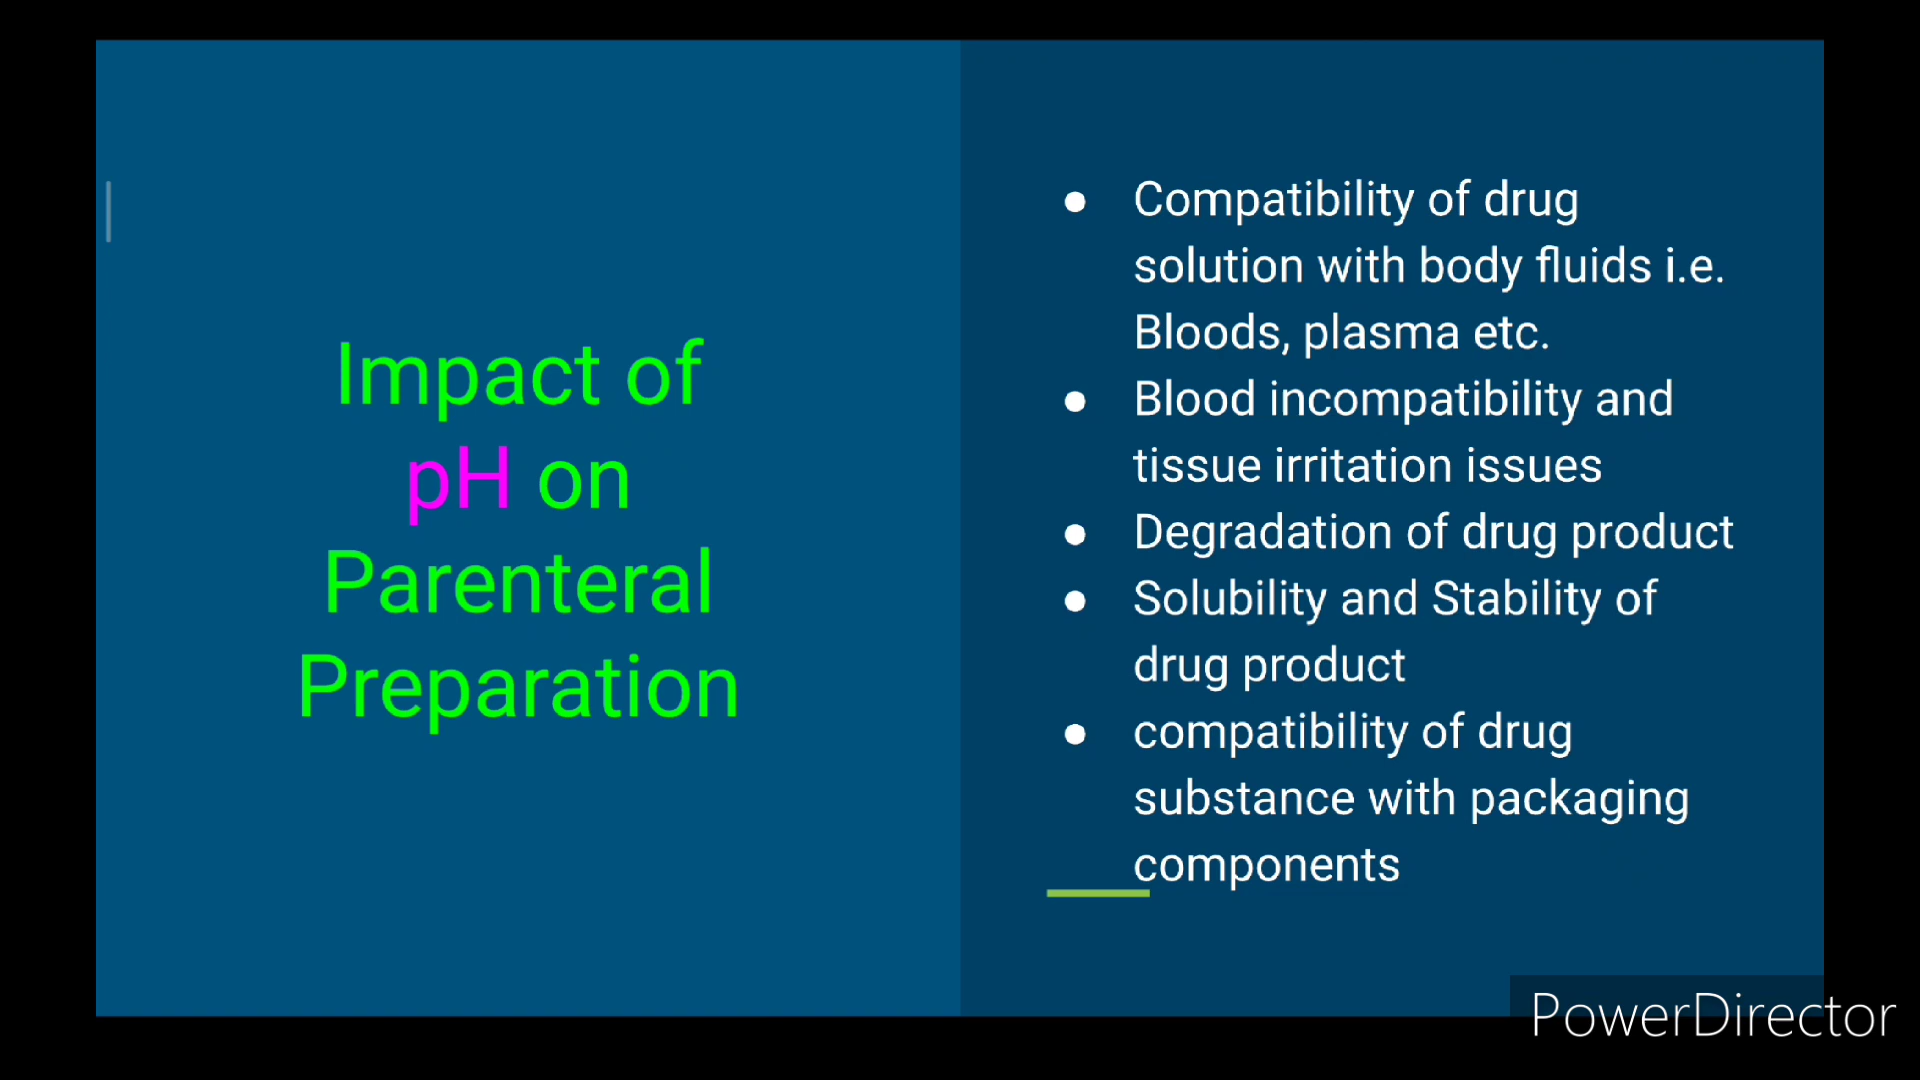 Impact of
pH on
Parenteral
Preparation
● Compatibility of drug
solution with body fluids i.e.
Bloods, plasma etc.
● Blood incompatibility and
tissue irritation issues
● Degradation of drug product
● Solubility and Stability of
drug product
● compatibility of drug
substance with packaging
components
PowerDirector